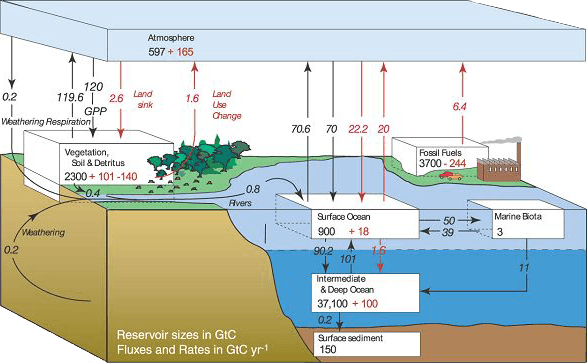 Atmosphere
597 + 165
0.2
Weathering
Respiration
119.6
120
GPP
2.6
Land
sink
1.6
Land
Use
Change
70.6
70
22.2
20
6.4
Vegetation,
Soil & Detritus
2300 + 101 -140
Fossil Fuels
3700 - 244
0.4
0.8
Rivers
Surface Ocean
900 + 18
50
39
Marine Biota
3
Weathering
0.2
90.2
101
1.6
11
Intermediate
& Deep Ocean
37,100 + 100
0.2
Surface sediment
150
Reservoir sizes in GtC
Fluxes and Rates in GtC yr⁻¹